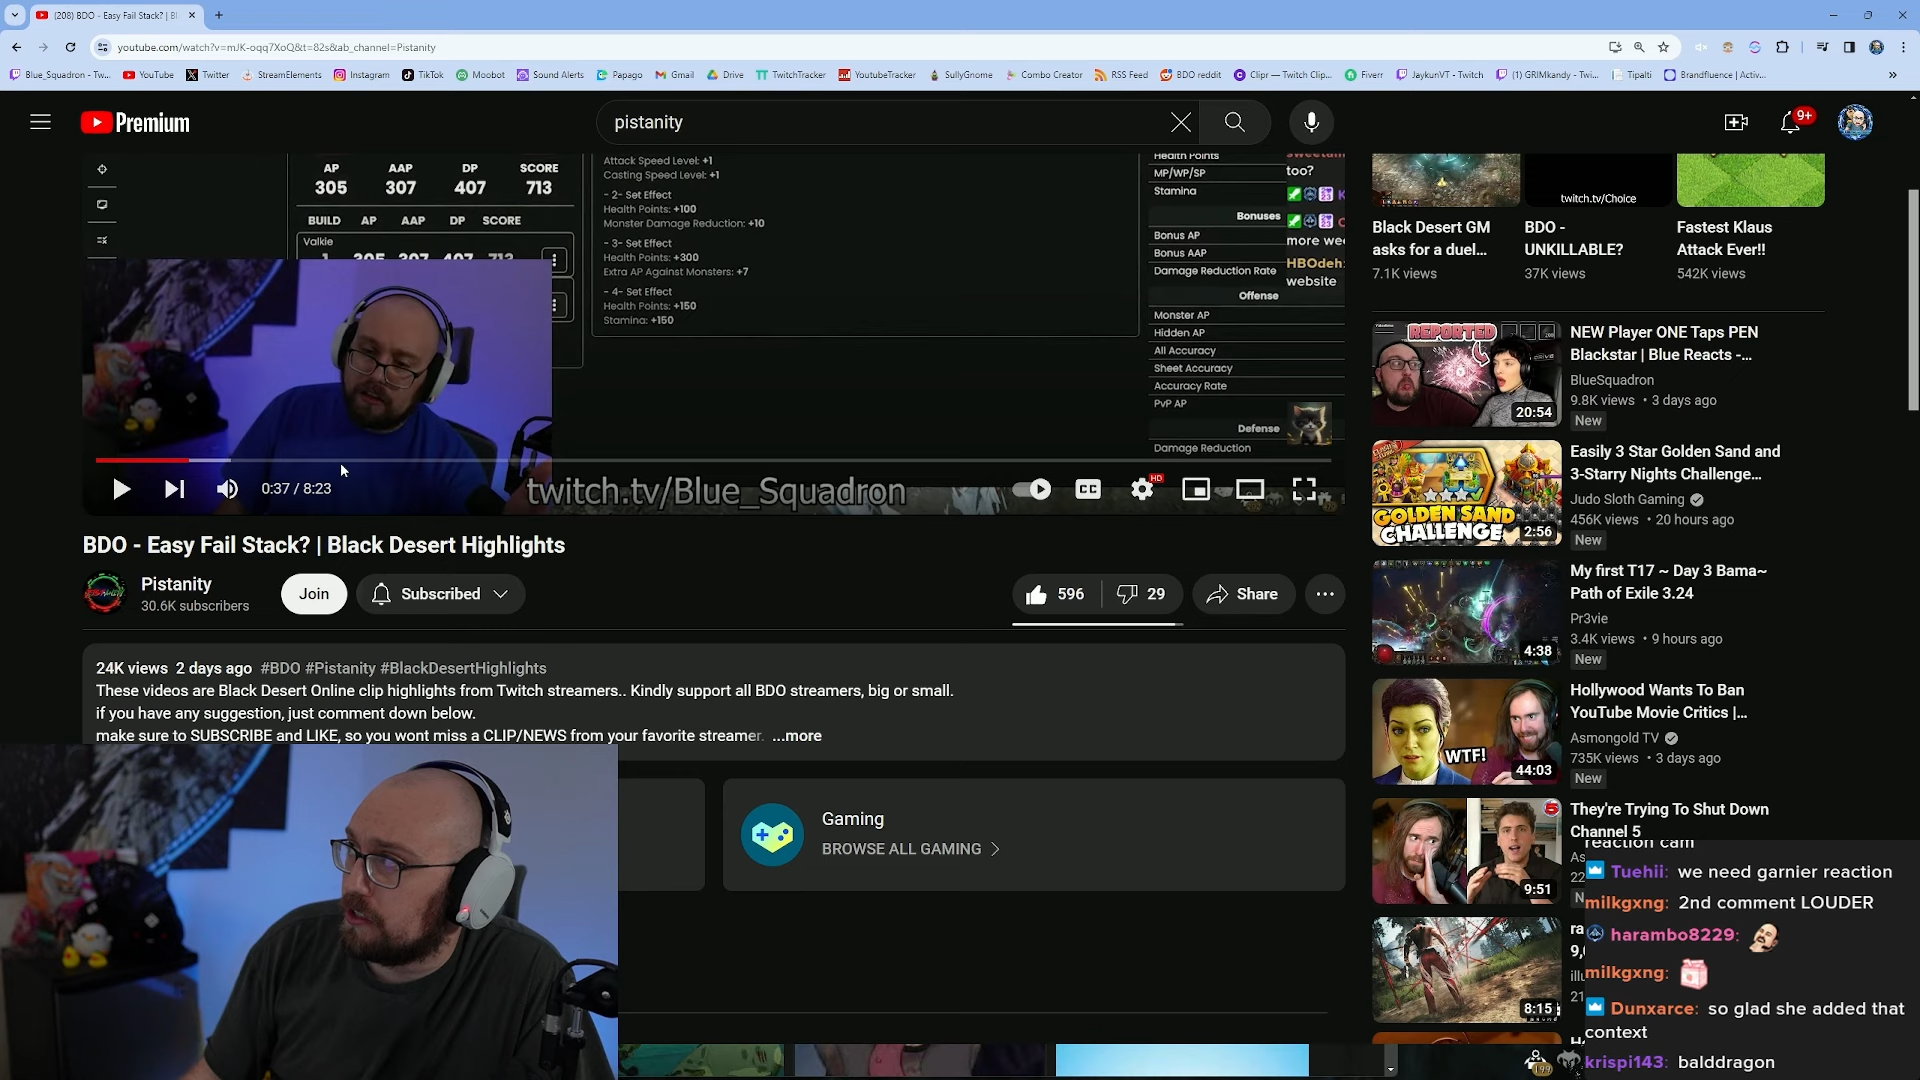 (208) BDO - Easy Fail Stack? | Bl
youtube.com/watch?v=mJK-oqq7XoQ&t=82s&ab_channel=Pistanity
Blue_Squadron - Tw...
YouTube
Twitter
StreamElements
Instagram
TikTok
Moobot
Sound Alerts
Papago
Gmail
Drive
TwitchTracker
YoutubeTracker
SullyGnome
Combo Creator
RSS Feed
BDO reddit
Clipr — Twitch Clip...
Fiverr
JaykunVT - Twitch
(1) GRIMkandy - Twi...
Tipalti
Brandfluence | Activ...
Premium
pistanity
9+
AP AAP DP SCORE
305 307 407 713
BUILD AP AAP DP SCORE
Valkie
1 305 307 407 713
Attack Speed Level: +1
Casting Speed Level: +1
- 2- Set Effect
Health Points: +100
Monster Damage Reduction: +10
- 3- Set Effect
Health Points: +300
Extra AP Against Monsters: +7
- 4- Set Effect
Health Points: +150
Stamina: +150
Health Points
MP/WP/SP
Stamina
Bonuses
Bonus AP
Bonus AAP
Damage Reduction Rate
Offense
Monster AP
Hidden AP
All Accuracy
Sheet Accuracy
Accuracy Rate
PvP AP
Defense
Damage Reduction
too?
more we
HBOdeh:
website
0:37 / 8:23
twitch.tv/Blue_Squadron
CC
HD
BDO - Easy Fail Stack? | Black Desert Highlights
Pistanity
30.6K subscribers
Join
Subscribed
596
29
Share
24K views 2 days ago #BDO #Pistanity #BlackDesertHighlights
These videos are Black Desert Online clip highlights from Twitch streamers.. Kindly support all BDO streamers, big or small.
if you have any suggestion, just comment down below.
make sure to SUBSCRIBE and LIKE, so you wont miss a CLIP/NEWS from your favorite streamer. ...more
Gaming
BROWSE ALL GAMING
twitch.tv/Choice
Black Desert GM
asks for a duel...
7.1K views
BDO -
UNKILLABLE?
37K views
Fastest Klaus
Attack Ever!!
542K views
REPORTED
20:54
NEW Player ONE Taps PEN
Blackstar | Blue Reacts -...
BlueSquadron
9.8K views • 3 days ago
New
GOLDEN SAND
CHALLENGE
2:56
Easily 3 Star Golden Sand and
3-Starry Nights Challenge...
Judo Sloth Gaming
456K views • 20 hours ago
New
4:38
My first T17 ~ Day 3 Bama~
Path of Exile 3.24
Pr3vie
3.4K views • 9 hours ago
New
WTF!
44:03
Hollywood Wants To Ban
YouTube Movie Critics |...
Asmongold TV
735K views • 3 days ago
New
9:51
They're Trying To Shut Down
Channel 5
8:15
reaction cam
Tuehii: we need garnier reaction
milkgxng: 2nd comment LOUDER
harambo8229:
milkgxng:
Dunxarce: so glad she added that
context
krispi143: balddragon